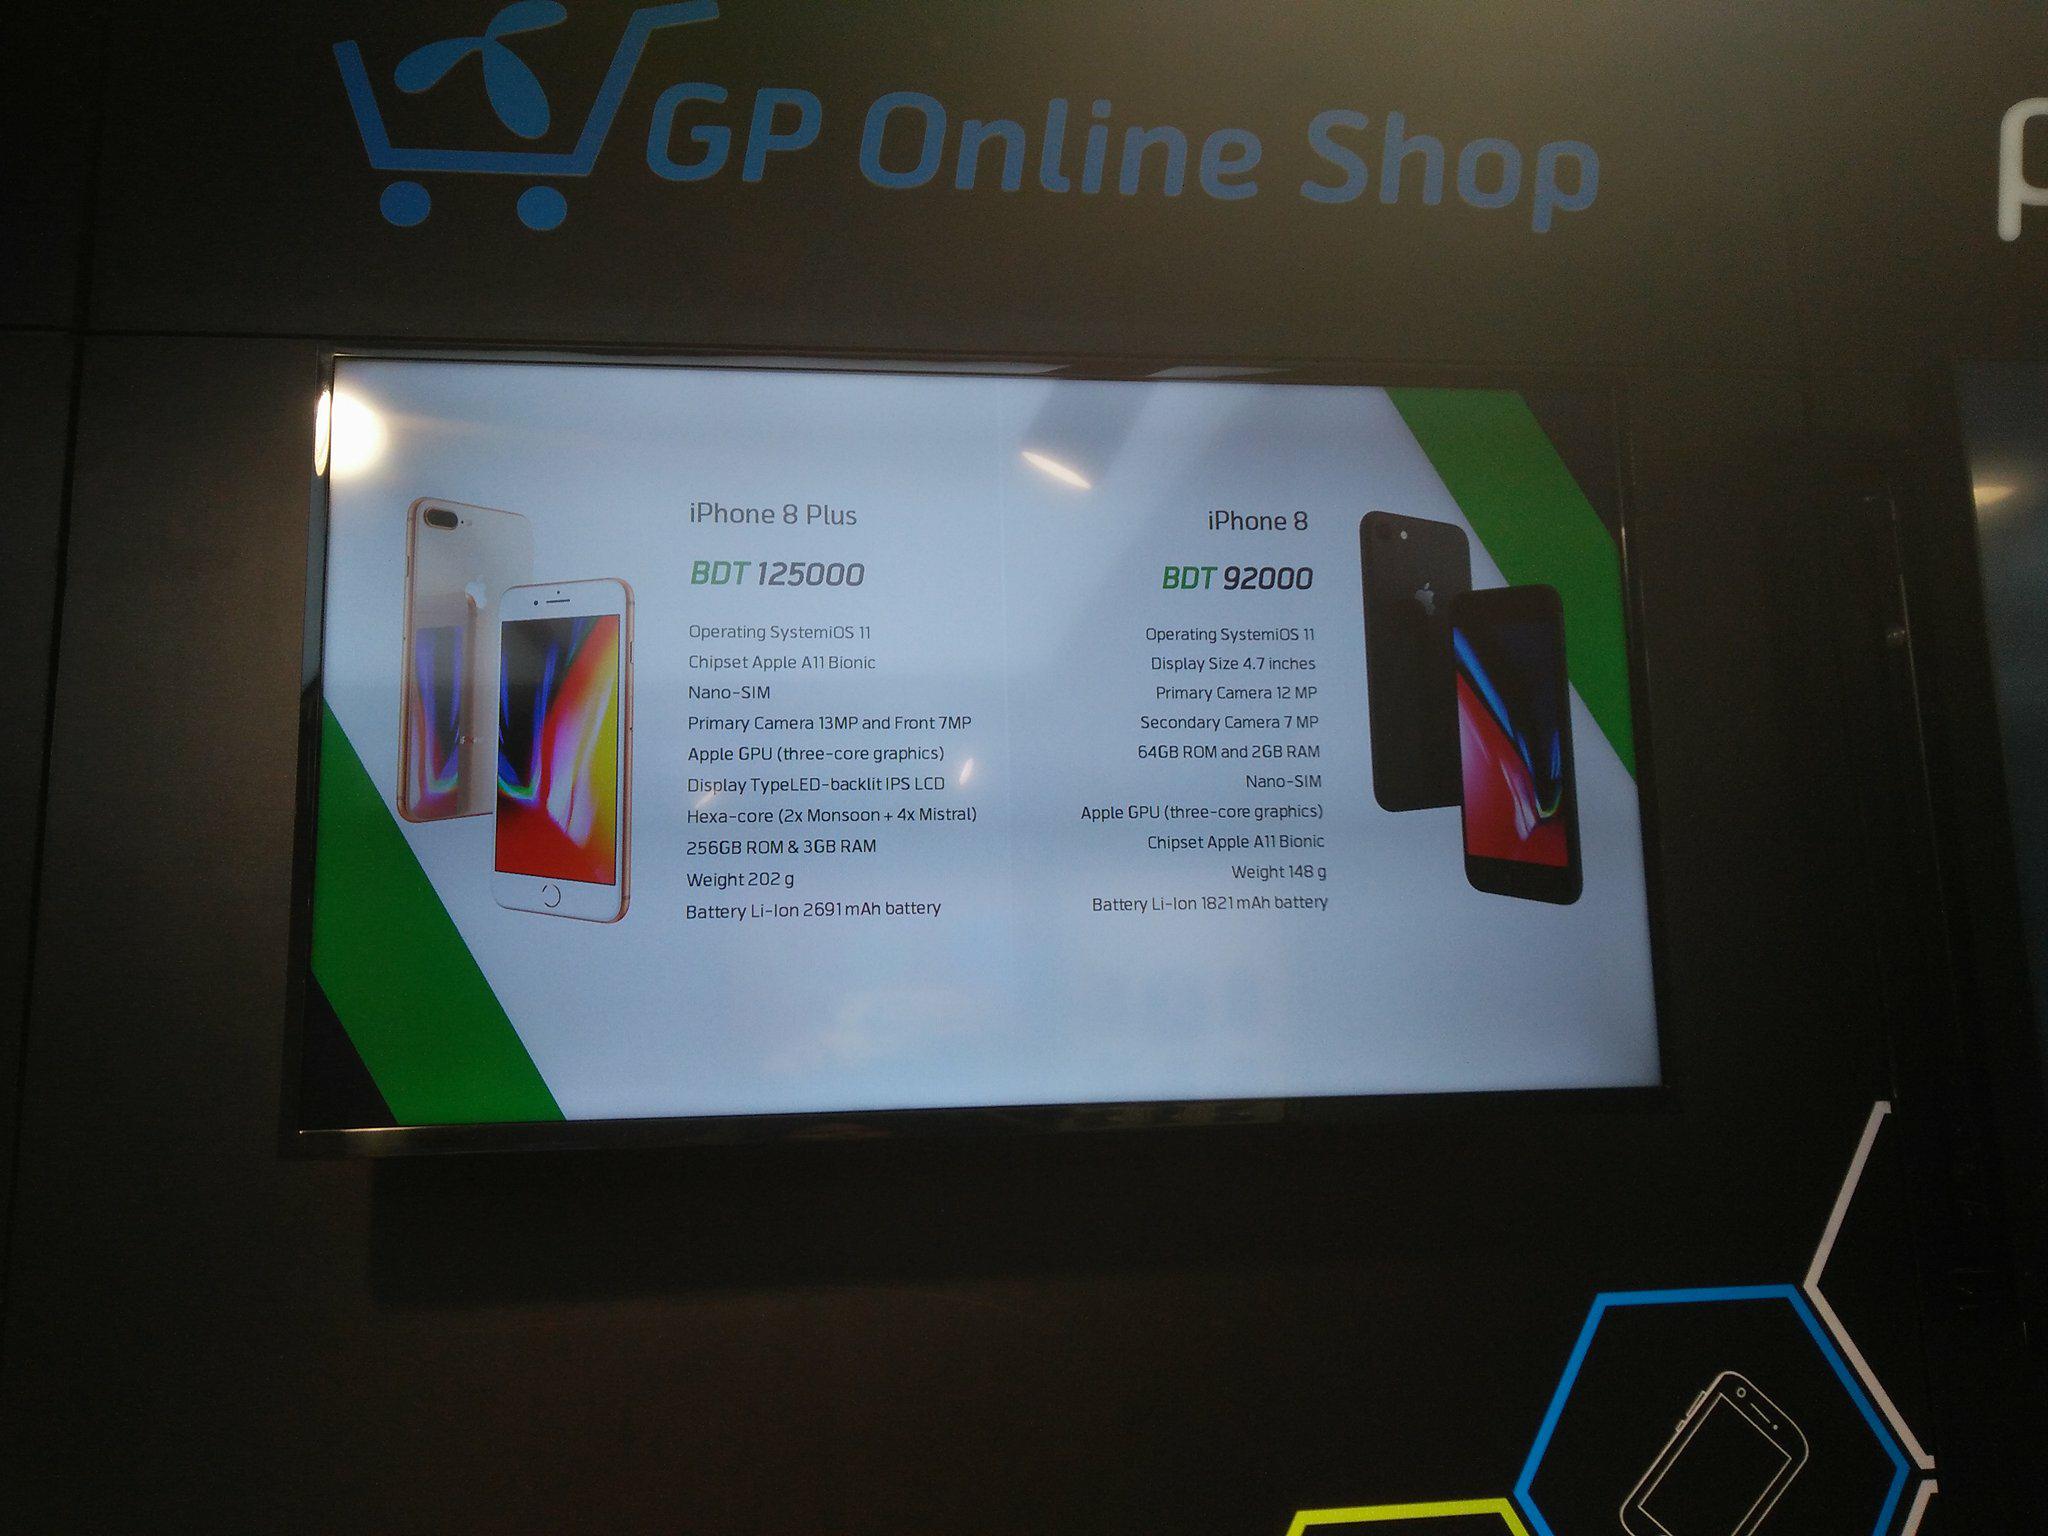 GP Online Shop
iPhone 8 Plus
BDT 125000
Operating SystemiOS 11
Chipset Apple A11 Bionic
Nano-SIM
Primary Camera 13MP and Front 7MP
Apple GPU (three-core graphics)
Display TypeLED-backlit IPS LCD
Hexa-core (2x Monsoon + 4x Mistral)
256GB ROM & 3GB RAM
Weight 202 g
Battery Li-Ion 2691 mAh battery
iPhone 8
BDT 92000
Operating SystemiOS 11
Display Size 4.7 inches
Primary Camera 12 MP
Secondary Camera 7 MP
64GB ROM and 2GB RAM
Nano-SIM
Apple GPU (three-core graphics)
Chipset Apple A11 Bionic
Weight 148 g
Battery Li-Ion 1821 mAh battery